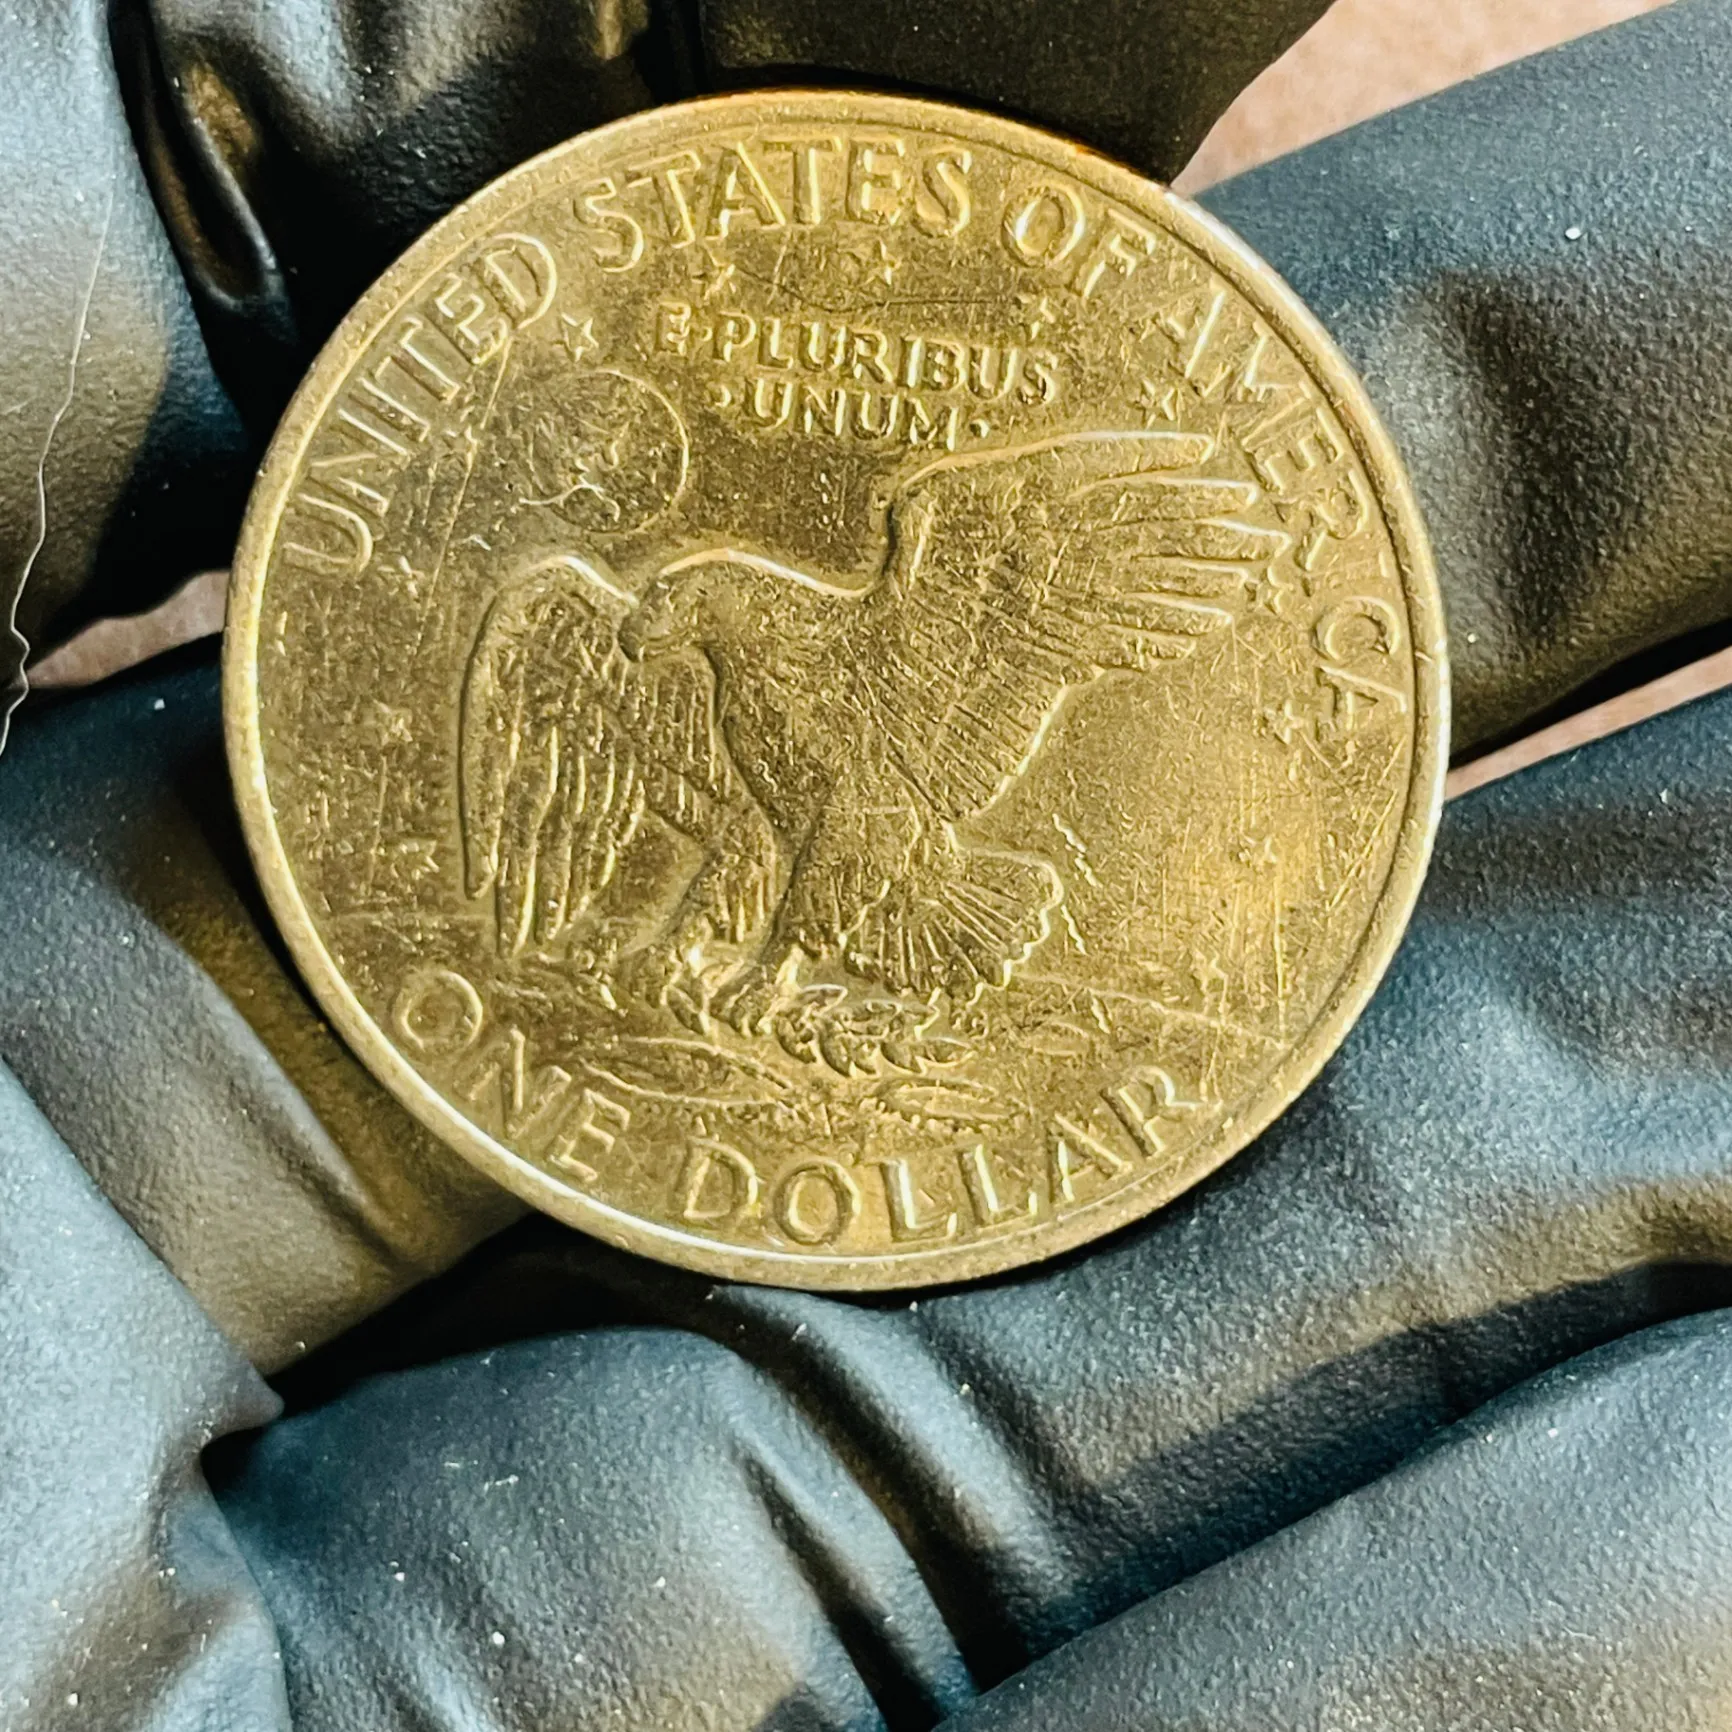 UNITED STATES OF AMERICA
E·PLURIBUS
·UNUM·
ONE DOLLAR